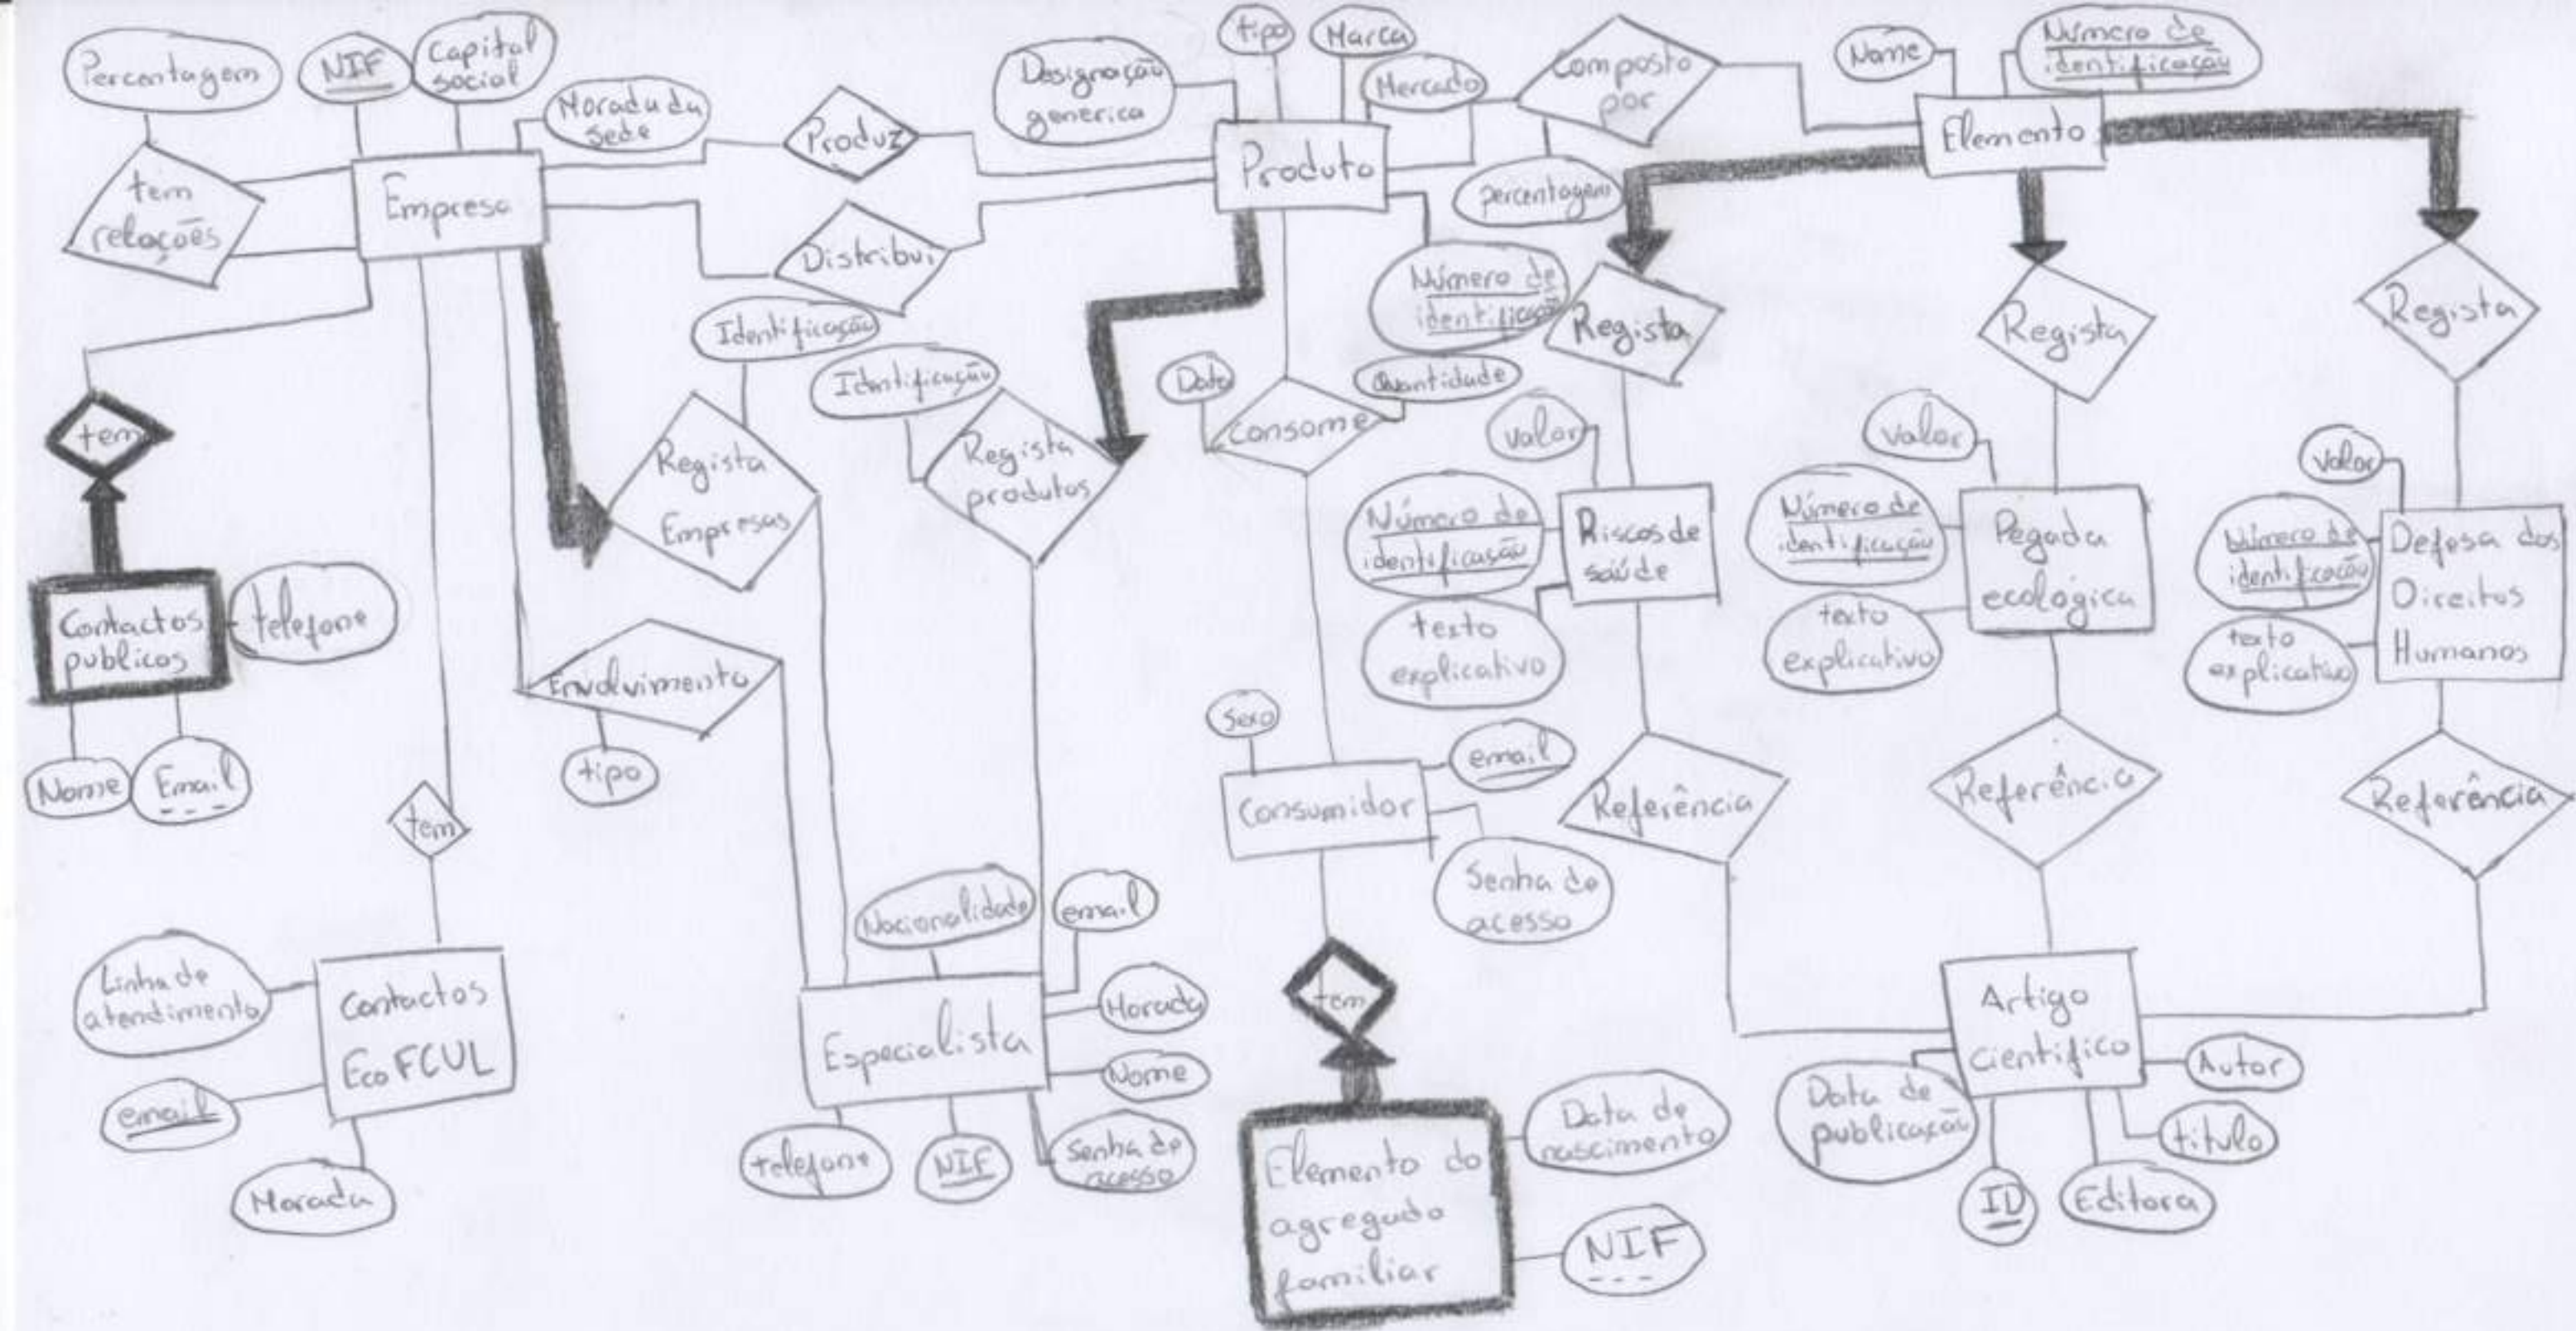 Percentagem
NIF
Capital
social
Morada da
sede
tem
relações
Empresa
Produz
Distribui
Designação
generica
tipo
Marca
Mercado
Produto
Composto
por
percentagem
Nome
Número de
identificação
Elemento
Número de
identificação
Identificação
Identificação
Regista
Empresas
Regista
produtos
Data
Quantidade
Consome
Regista
Regista
Regista
tem
Contactos
publicos
telefone
Nome
Email
Envolvimento
tipo
valor
Número de
identificação
Riscos de
saúde
texto
explicativo
valor
Número de
identificação
Pegada
ecológica
texto
explicativo
valor
Número de
identificação
Defesa dos
Direitos
Humanos
texto
explicativo
tem
Sexo
email
Consumidor
Senha de
acesso
Referência
Referência
Referência
Linha de
atendimento
Contactos
EcoFCUL
email
Morada
Nacionalidade
email
Morada
Especialista
Nome
telefone
NIF
Senha de
acesso
tem
Elemento do
agregado
familiar
Data de
nascimento
NIF
Artigo
científico
Data de
publicação
Autor
título
ID
Editora